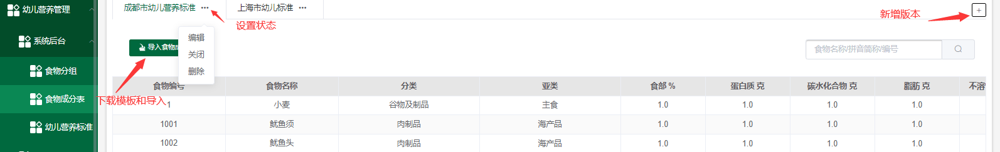 幼儿营养管理
系统后台
食物分组
食物成分表
幼儿营养标准
成都市幼儿营养标准 •••
上海市幼儿标准 •••
+
新增版本
设置状态
编辑
关闭
删除
导入食物成
食物名称/拼音简称/编号
下载模板和导入
食物编号 食物名称 分类 亚类 食部 % 蛋白质 克 碳水化合物 克 脂肪 克 不溶
1 小麦 谷物及制品 主食 1.0 1.0 1.0 1.0
1001 鱿鱼须 肉制品 海产品 1.0 1.0 1.0 1.0
1002 鱿鱼头 肉制品 海产品 1.0 1.0 1.0 1.0